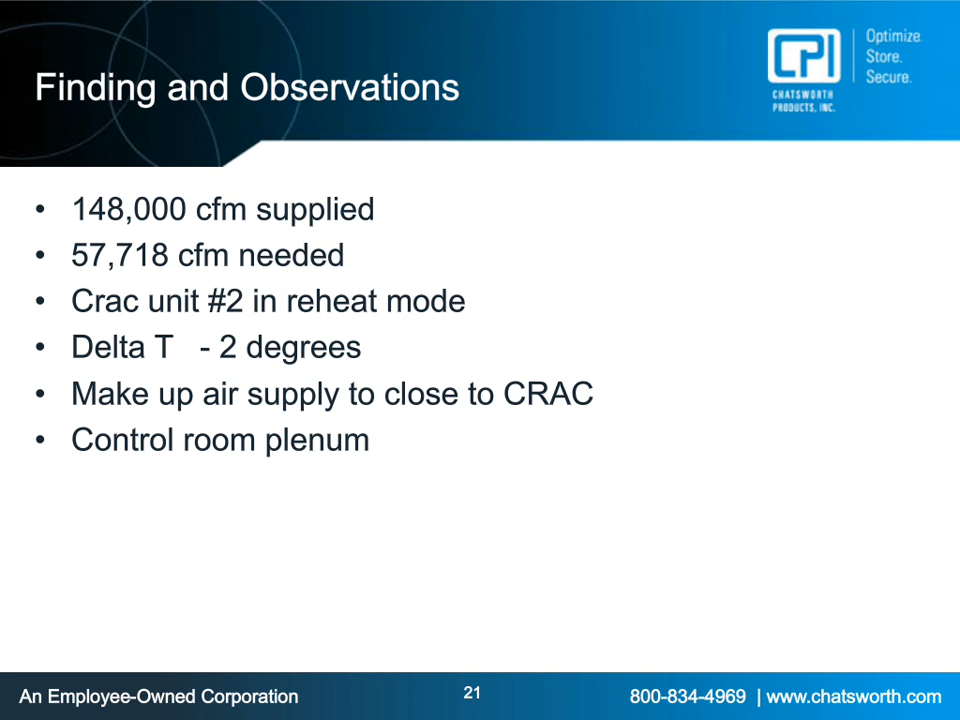 Finding and Observations
CPI
CHATSWORTH
PRODUCTS, INC.
Optimize.
Store.
Secure.
• 148,000 cfm supplied
• 57,718 cfm needed
• Crac unit #2 in reheat mode
• Delta T - 2 degrees
• Make up air supply to close to CRAC
• Control room plenum
An Employee-Owned Corporation
21
800-834-4969 | www.chatsworth.com